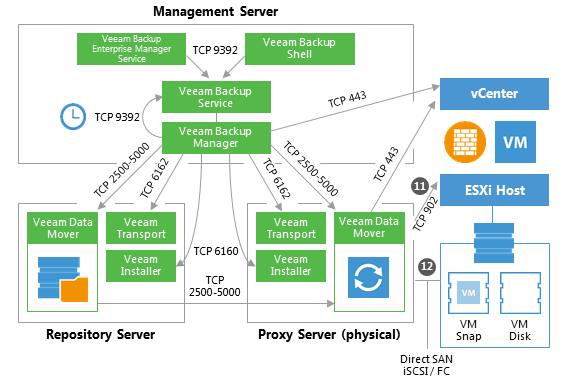 Management Server
Veeam Backup
Enterprise Manager
Service
TCP 9392
Veeam Backup
Shell
Veeam Backup
Service
TCP 9392
Veeam Backup
Manager
TCP 443
vCenter
VM
TCP 2500-5000
TCP 6162
TCP 6162
TCP 2500-5000
TCP 443
11
ESXi Host
TCP 902
Veeam Data
Mover
Veeam
Transport
Veeam
Installer
TCP 6160
Veeam
Transport
Veeam
Installer
Veeam Data
Mover
TCP
2500-5000
12
VM
VM
Snap
VM
Disk
Repository Server
Proxy Server (physical)
Direct SAN
iSCSI / FC